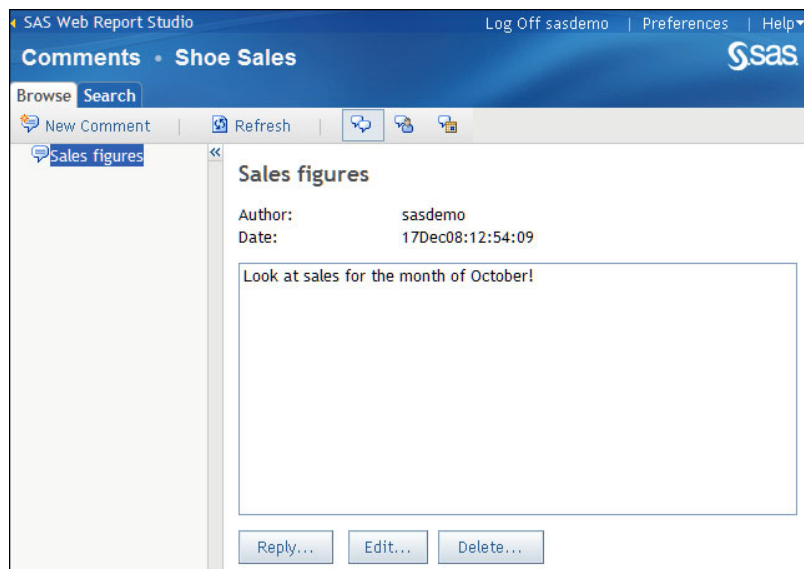 SAS Web Report Studio Log Off sasdemo | Preferences | Help
Comments • Shoe Sales sas
Browse Search
New Comment | Refresh |
Sales figures
Sales figures
Author: sasdemo
Date: 17Dec08:12:54:09
Look at sales for the month of October!
Reply... Edit... Delete...